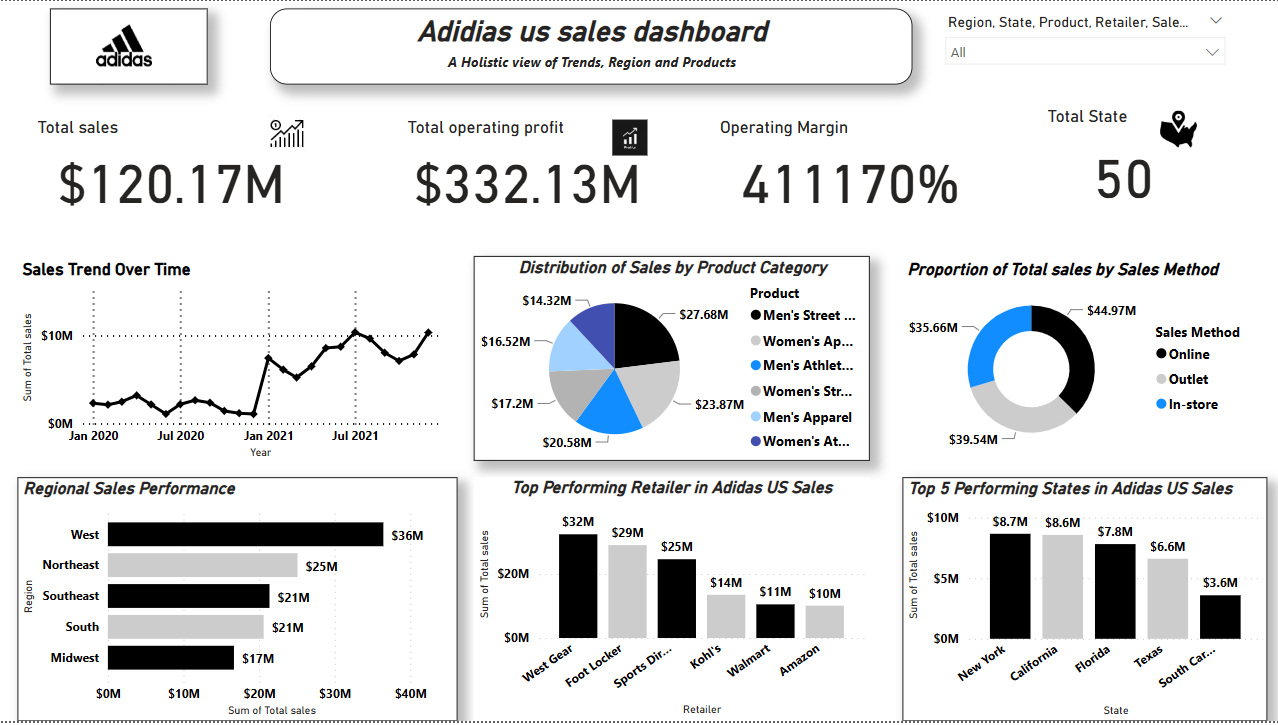 adidas
Adidias us sales dashboard
A Holistic view of Trends, Region and Products
Region, State, Product, Retailer, Sale...
All
Total sales
$120.17M
Total operating profit
$332.13M
Operating Margin
411170%
Total State
50
Sales Trend Over Time
Sum of Total sales
$10M
$0M
Jan 2020 Jul 2020 Jan 2021 Jul 2021
Year
Distribution of Sales by Product Category
$14.32M
$16.52M
$17.2M
$20.58M
$23.87M
$27.68M
Product
Men's Street ...
Women's Ap...
Men's Athlet...
Women's Str...
Men's Apparel
Women's At...
Proportion of Total sales by Sales Method
$35.66M
$44.97M
$39.54M
Sales Method
Online
Outlet
In-store
Regional Sales Performance
Region
West $36M
Northeast $25M
Southeast $21M
South $21M
Midwest $17M
$0M $10M $20M $30M $40M
Sum of Total sales
Top Performing Retailer in Adidas US Sales
Sum of Total sales
$20M
$0M
$32M $29M $25M $14M $11M $10M
West Gear Foot Locker Sports Dir... Kohl's Walmart Amazon
Retailer
Top 5 Performing States in Adidas US Sales
Sum of Total sales
$10M
$5M
$0M
$8.7M $8.6M $7.8M $6.6M $3.6M
New York California Florida Texas South Car...
State